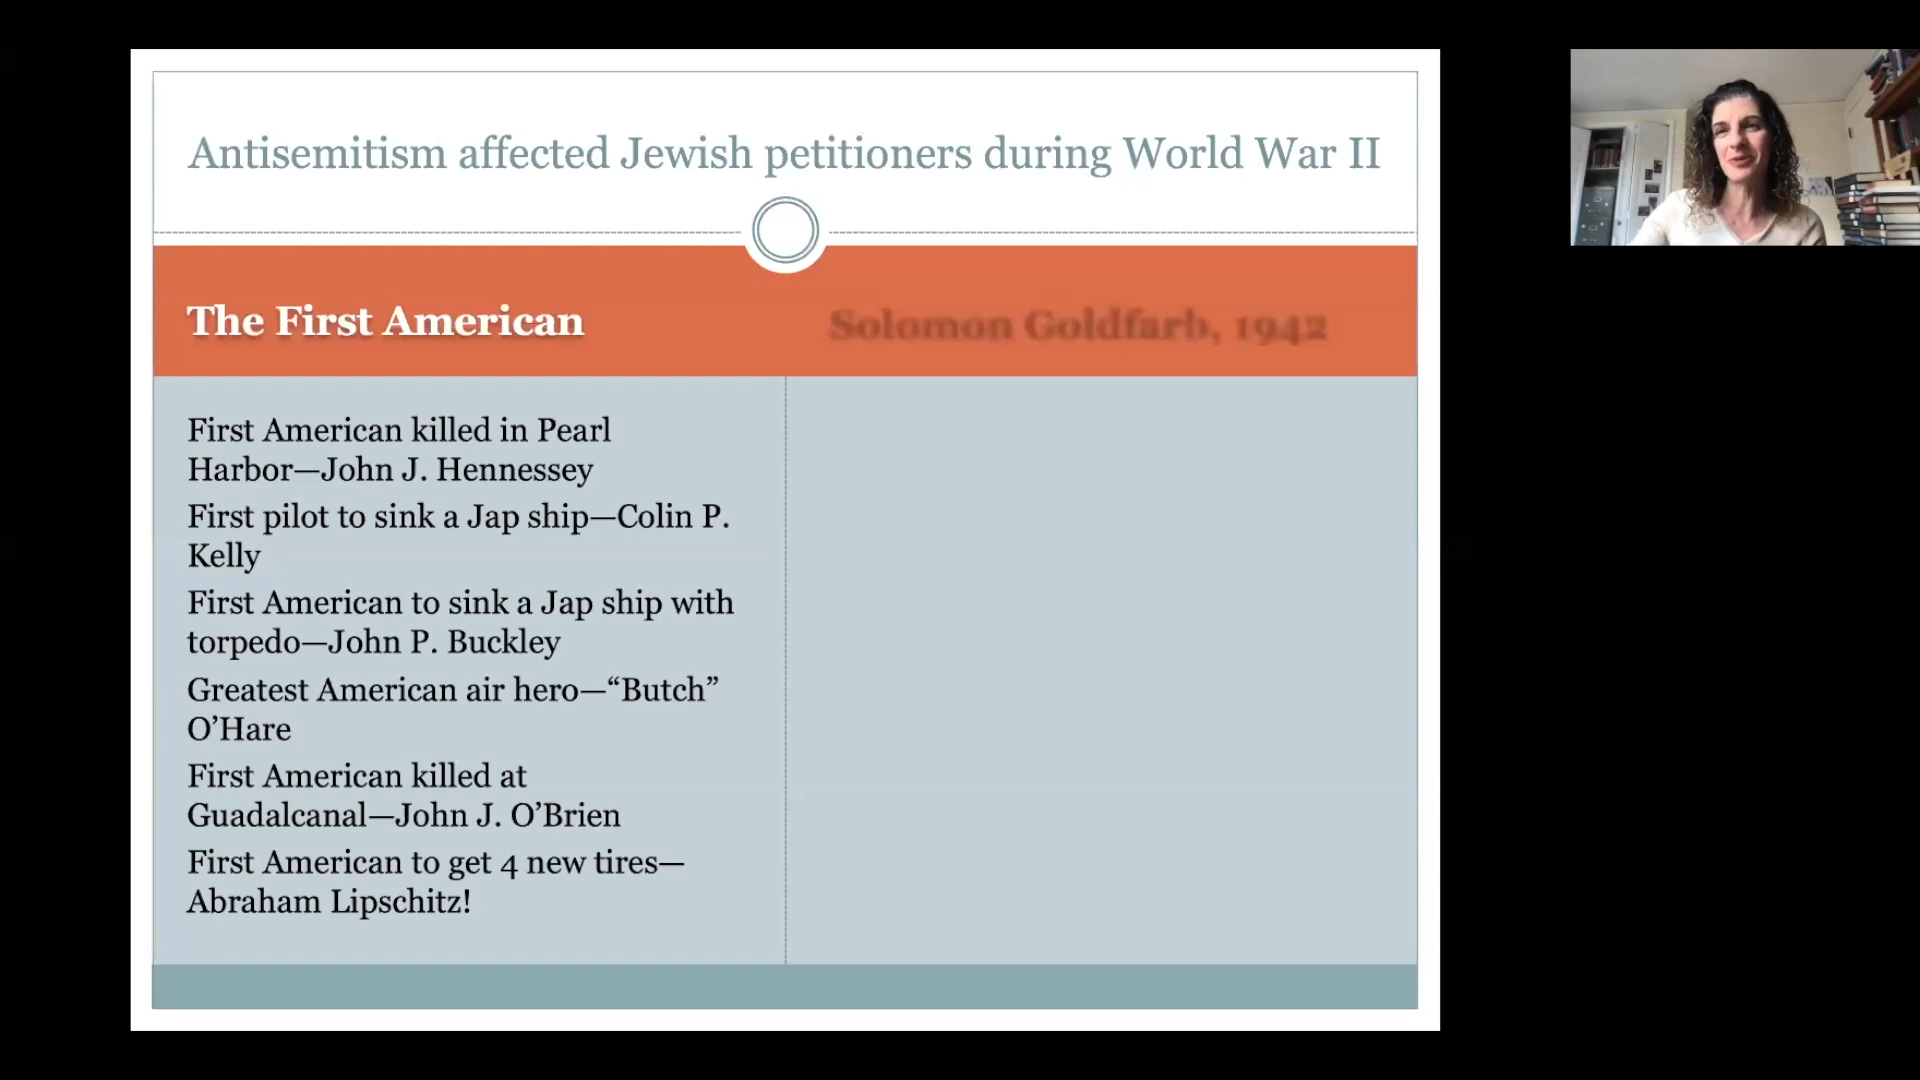 Antisemitism affected Jewish petitioners during World War II
The First American
Solomon Goldfarb, 1942
First American killed in Pearl
Harbor—John J. Hennessey
First pilot to sink a Jap ship—Colin P.
Kelly
First American to sink a Jap ship with
torpedo—John P. Buckley
Greatest American air hero—“Butch”
O’Hare
First American killed at
Guadalcanal—John J. O’Brien
First American to get 4 new tires—
Abraham Lipschitz!